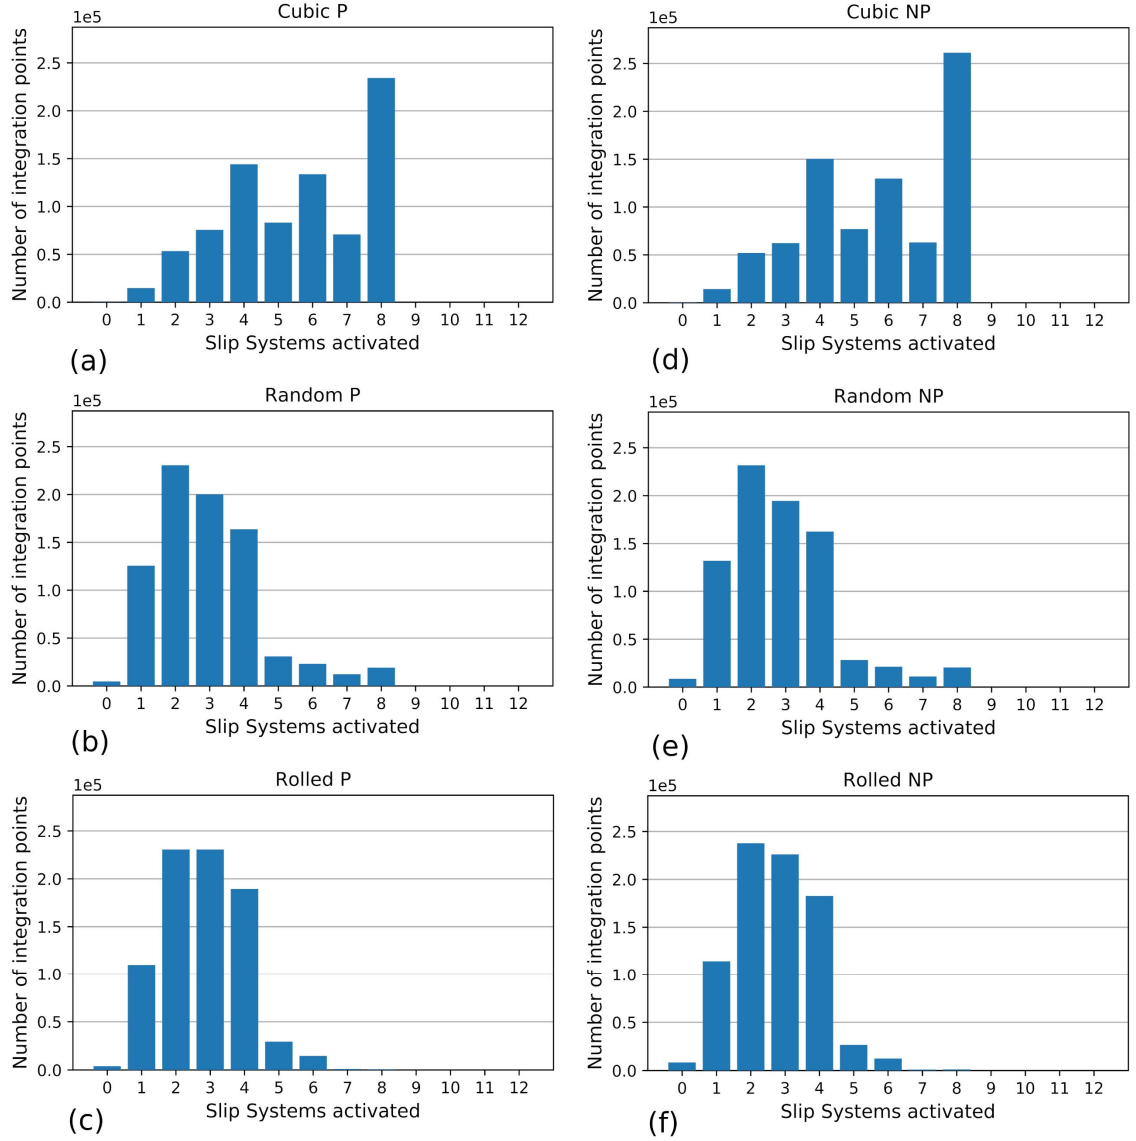 Cubic P
1e5
Number of integration points
2.5
2.0
1.5
1.0
0.5
0.0
0 1 2 3 4 5 6 7 8 9 10 11 12
Slip Systems activated
(a)
Cubic NP
1e5
Number of integration points
2.5
2.0
1.5
1.0
0.5
0.0
0 1 2 3 4 5 6 7 8 9 10 11 12
Slip Systems activated
(d)
Random P
1e5
Number of integration points
2.5
2.0
1.5
1.0
0.5
0.0
0 1 2 3 4 5 6 7 8 9 10 11 12
Slip Systems activated
(b)
Random NP
1e5
Number of integration points
2.5
2.0
1.5
1.0
0.5
0.0
0 1 2 3 4 5 6 7 8 9 10 11 12
Slip Systems activated
(e)
Rolled P
1e5
Number of integration points
2.5
2.0
1.5
1.0
0.5
0.0
0 1 2 3 4 5 6 7 8 9 10 11 12
Slip Systems activated
(c)
Rolled NP
1e5
Number of integration points
2.5
2.0
1.5
1.0
0.5
0.0
0 1 2 3 4 5 6 7 8 9 10 11 12
Slip Systems activated
(f)